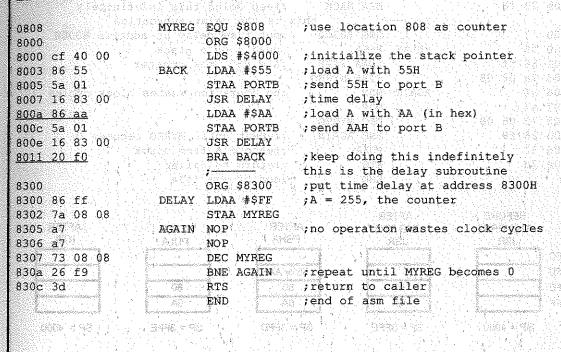 0808 MYREG EQU $808 ;use location 808 as counter
8000 ORG $8000
8000 cf 40 00 LDS #$4000 ;initialize the stack pointer
8003 86 55 BACK LDAA #$55 ;load A with 55H
8005 5a 01 STAA PORTB ;send 55H to port B
8007 16 83 00 JSR DELAY ;time delay
800a 86 aa LDAA #$AA ;load A with AA (in hex)
800c 5a 01 STAA PORTB ;send AAH to port B
800e 16 83 00 JSR DELAY
8011 20 f0 BRA BACK ;keep doing this indefinitely
;—— this is the delay subroutine
8300 ORG $8300 ;put time delay at address 8300H
8300 86 ff DELAY LDAA #$FF ;A = 255, the counter
8302 7a 08 08 STAA MYREG
8305 a7 AGAIN NOP ;no operation wastes clock cycles
8306 a7 NOP
8307 73 08 08 DEC MYREG
830a 26 f9 BNE AGAIN ;repeat until MYREG becomes 0
830c 3d RTS ;return to caller
END ;end of asm file